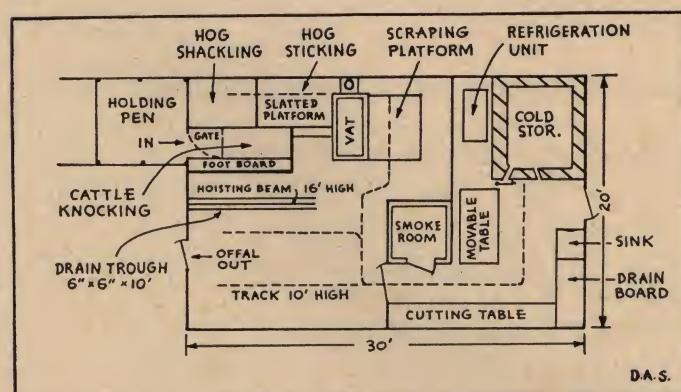 HOG
SHACKLING
HOG
STICKING
SCRAPING
PLATFORM
REFRIGERATION
UNIT
HOLDING
PEN
IN
GATE
SLATTED
PLATFORM
VAT
COLD
STOR.
FOOT BOARD
CATTLE
KNOCKING
HOISTING BEAM 16' HIGH
SMOKE
ROOM
MOVABLE
TABLE
20'
DRAIN TROUGH
6" x 6" x 10'
OFFAL
OUT
SINK
DRAIN
BOARD
TRACK 10' HIGH
CUTTING TABLE
30'
D.A.S.